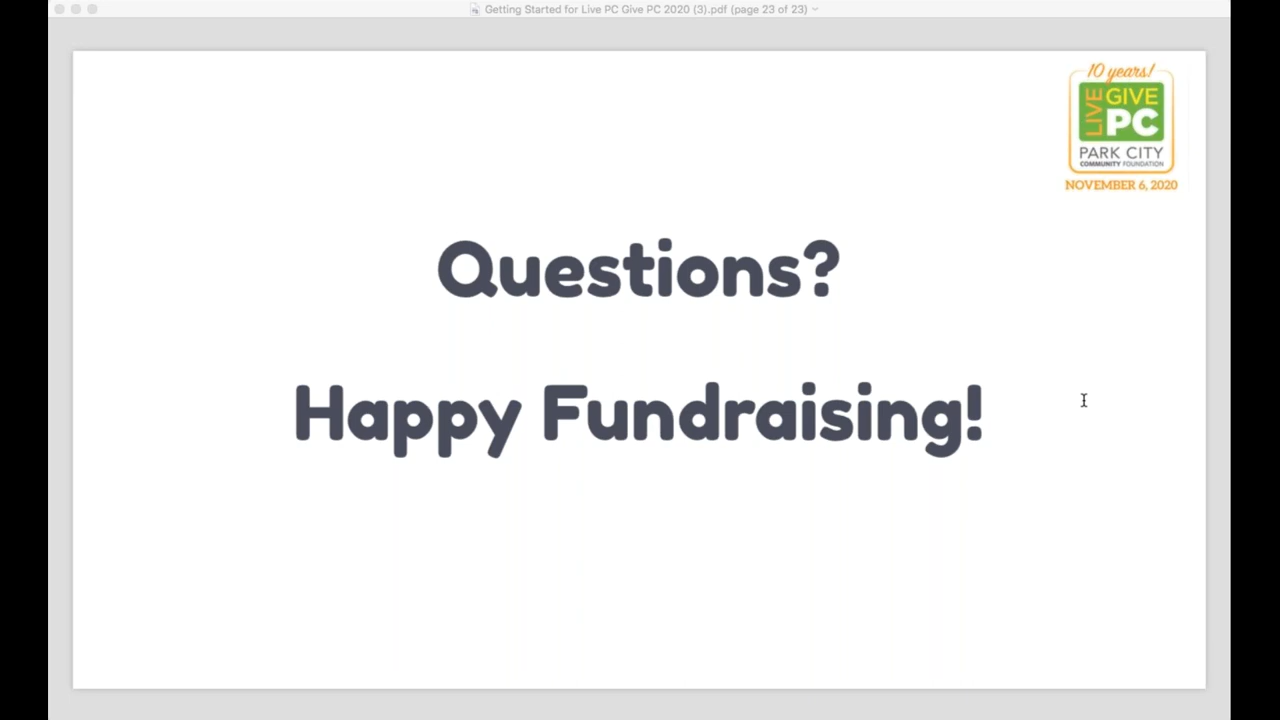 Getting Started for Live PC Give PC 2020 (3).pdf (page 23 of 23)
10 years!
LIVE GIVE
PC
PARK CITY
COMMUNITY FOUNDATION
NOVEMBER 6, 2020
Questions?
Happy Fundraising!